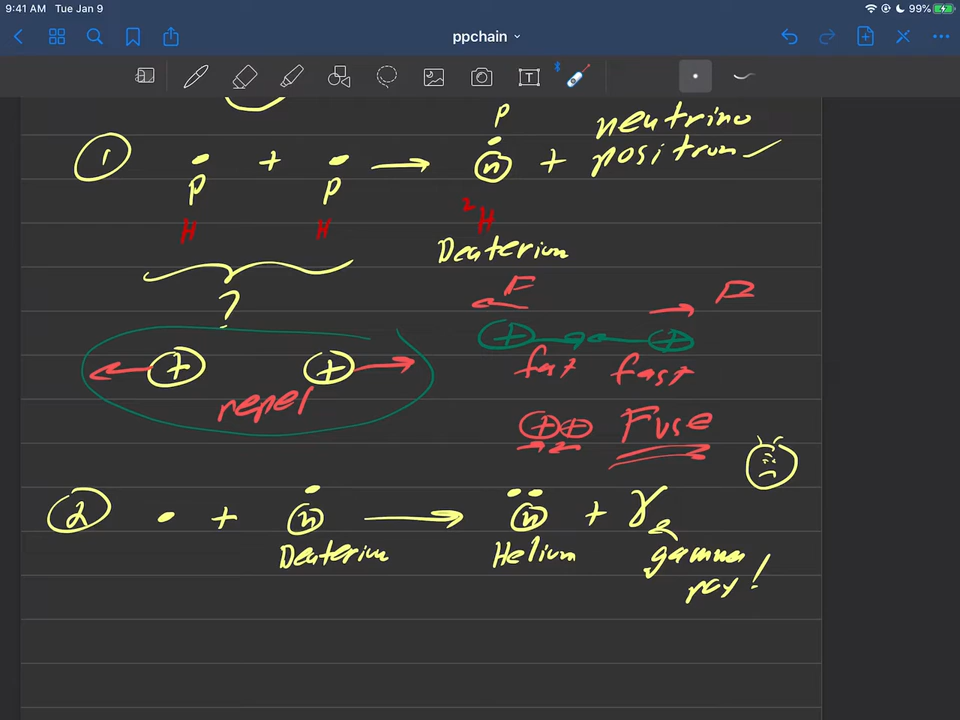 9:41 AM Tue Jan 9
99%
ppchain
T
p
neutrino
1 p + p → n + positron
H H
²H
Deuterium
?
F F
+ +
fast fast
+ +
repel
++ Fuse
2 • + n → n + γ
Deuterium Helium gamma
ray!